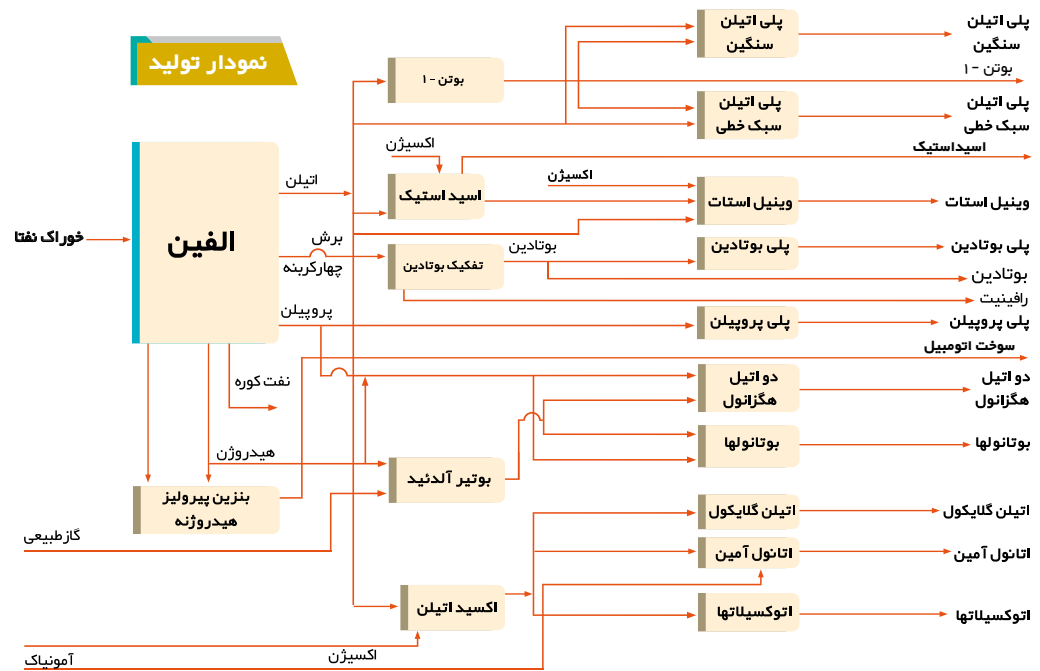 نمودار تولید
خوراک نفتا
الفین
اتیلن
برش
چهارکربنه
پروپیلن
نفت کوره
هیدروژن
بنزین پیرولیز
هیدروژنه
گازطبیعی
آمونیاک
اکسیژن
بوتن -۱
اکسیژن
اسید استیک
تفکیک بوتادین
بوتادین
بوتیر آلدئید
اکسید اتیلن
اکسیژن
پلی اتیلن
سنگین
پلی اتیلن
سبک خطی
وینیل استات
پلی بوتادین
پلی پروپیلن
دو اتیل
هگزانول
بوتانولها
اتیلن گلایکول
اتانول آمین
اتوکسیلاتها
پلی اتیلن
سنگین
بوتن -۱
پلی اتیلن
سبک خطی
اسیداستیک
وینیل استات
پلی بوتادین
بوتادین
رافینیت
پلی پروپیلن
سوخت اتومبیل
دو اتیل
هگزانول
بوتانولها
اتیلن گلایکول
اتانول آمین
اتوکسیلاتها